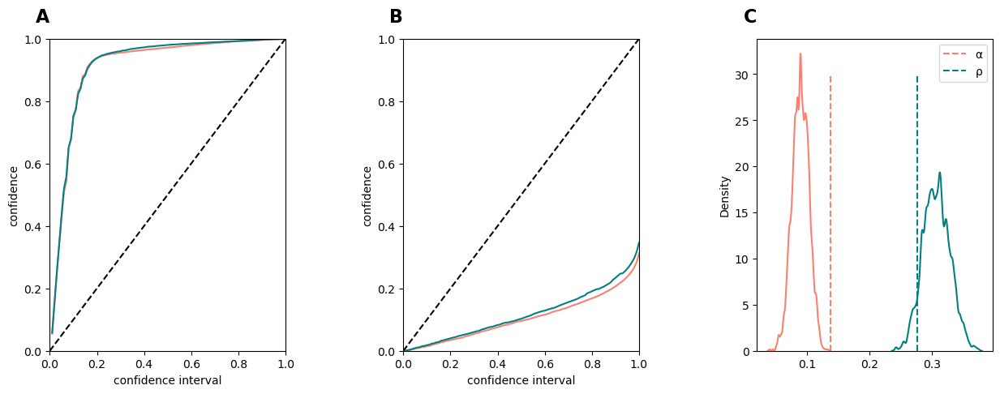 A
1.0
0.8
0.6
0.4
0.2
0.0
confidence
0.0 0.2 0.4 0.6 0.8 1.0
confidence interval
B
1.0
0.8
0.6
0.4
0.2
0.0
confidence
0.0 0.2 0.4 0.6 0.8 1.0
confidence interval
C
α
ρ
30
25
20
15
10
5
0
Density
0.1 0.2 0.3